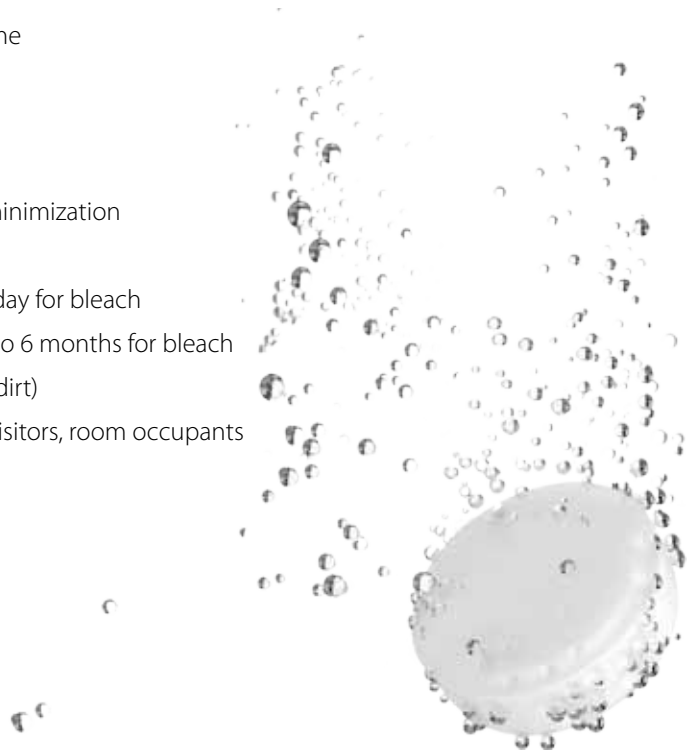 ne
ninimization
day for bleach
o 6 months for bleach
dirt)
isitors, room occupants